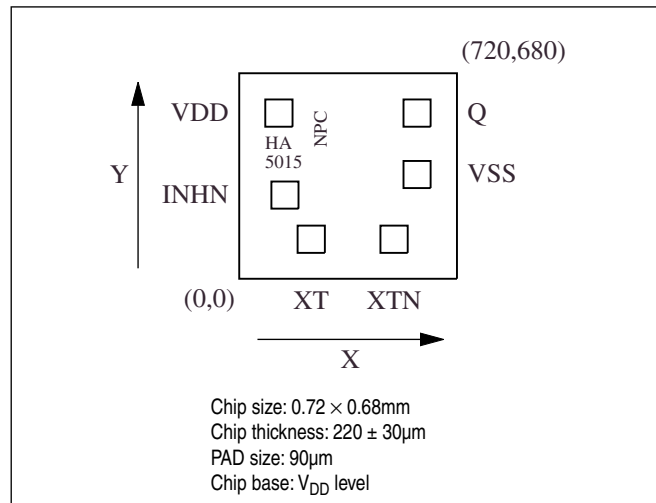 (720,680)
VDD
Q
HA
5015
NPC
Y
VSS
INHN
(0,0)
XT
XTN
X
Chip size: 0.72 × 0.68mm
Chip thickness: 220 ± 30µm
PAD size: 90µm
Chip base: VDD level